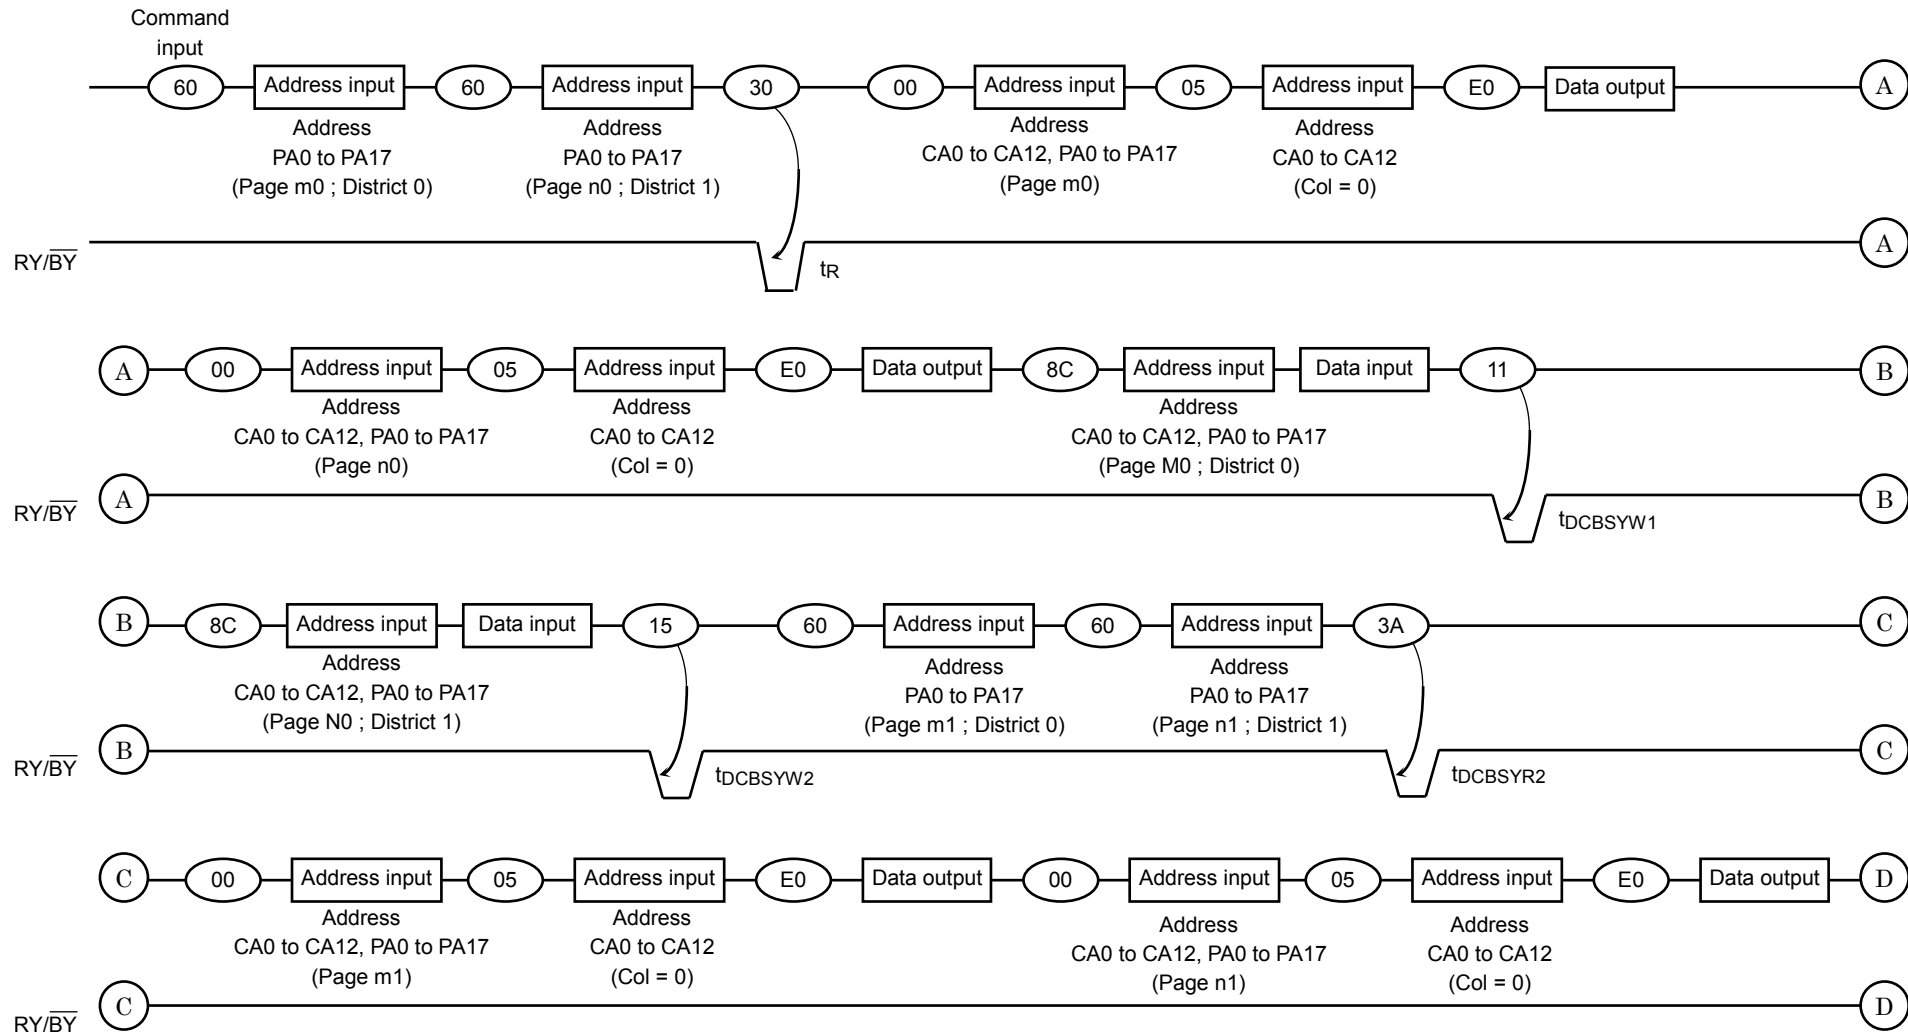 Command
input
60 Address input 60 Address input 30 00 Address input 05 Address input E0 Data output A
Address
PA0 to PA17
(Page m0 ; District 0)
Address
PA0 to PA17
(Page n0 ; District 1)
Address
CA0 to CA12, PA0 to PA17
(Page m0)
Address
CA0 to CA12
(Col = 0)
RY/BY tR A
A 00 Address input 05 Address input E0 Data output 8C Address input Data input 11 B
Address
CA0 to CA12, PA0 to PA17
(Page n0)
Address
CA0 to CA12
(Col = 0)
Address
CA0 to CA12, PA0 to PA17
(Page M0 ; District 0)
RY/BY A tDCBSYW1 B
B 8C Address input Data input 15 60 Address input 60 Address input 3A C
Address
CA0 to CA12, PA0 to PA17
(Page N0 ; District 1)
Address
PA0 to PA17
(Page m1 ; District 0)
Address
PA0 to PA17
(Page n1 ; District 1)
RY/BY B tDCBSYW2 tDCBSYR2 C
C 00 Address input 05 Address input E0 Data output 00 Address input 05 Address input E0 Data output D
Address
CA0 to CA12, PA0 to PA17
(Page m1)
Address
CA0 to CA12
(Col = 0)
Address
CA0 to CA12, PA0 to PA17
(Page n1)
Address
CA0 to CA12
(Col = 0)
RY/BY C D